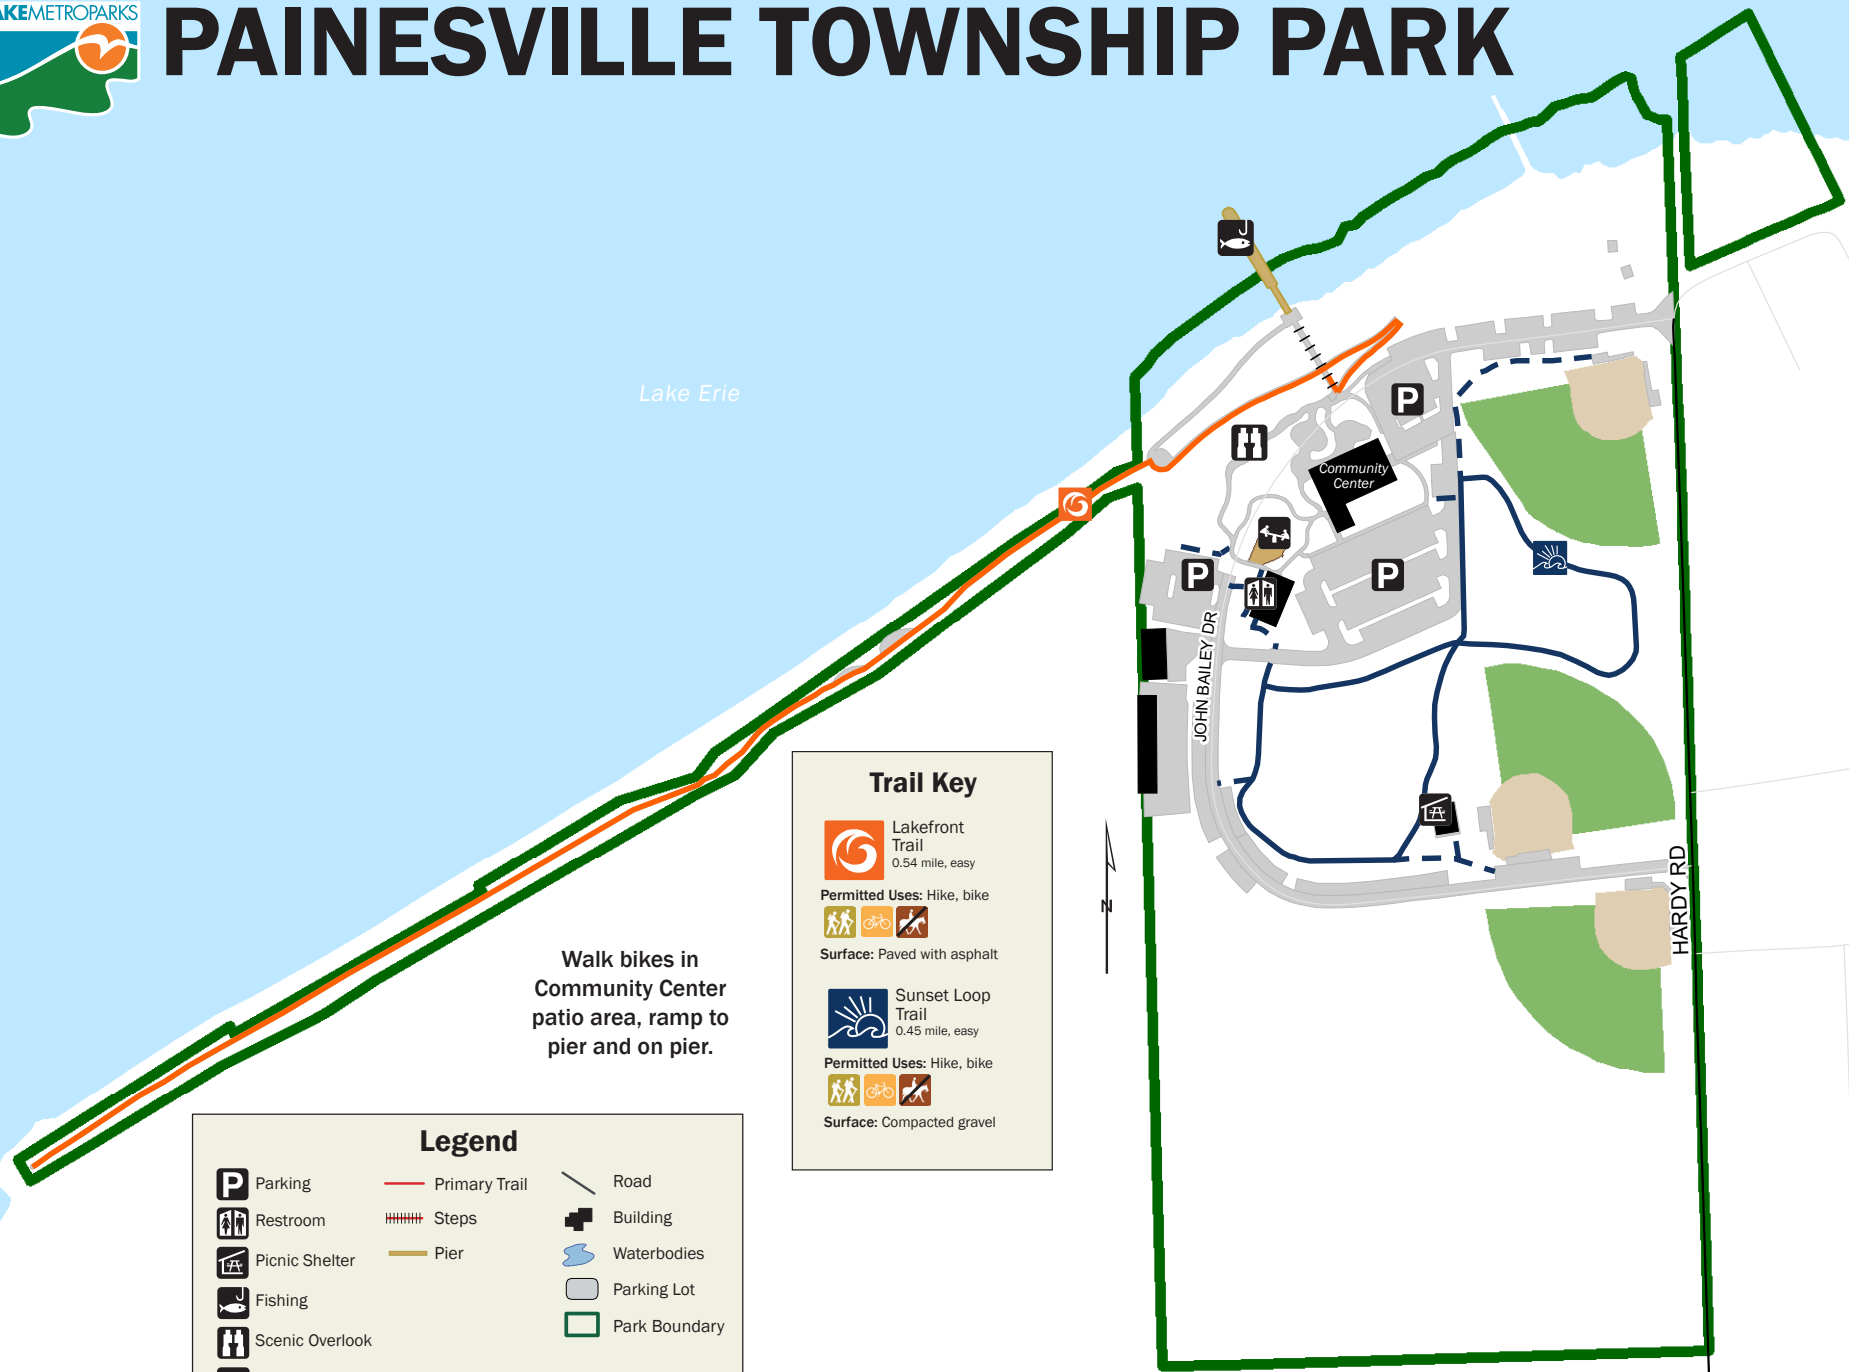 AKEMETROPARKS
PAINESVILLE TOWNSHIP PARK
Lake Erie
P
Community
Center
P
P
JOHN BAILEY DR
HARDY RD
N
Walk bikes in
Community Center
patio area, ramp to
pier and on pier.
Trail Key
Lakefront
Trail
0.54 mile, easy
Permitted Uses: Hike, bike
Surface: Paved with asphalt
Sunset Loop
Trail
0.45 mile, easy
Permitted Uses: Hike, bike
Surface: Compacted gravel
Legend
P Parking
Restroom
Picnic Shelter
Fishing
Scenic Overlook
Primary Trail
Steps
Pier
Road
Building
Waterbodies
Parking Lot
Park Boundary